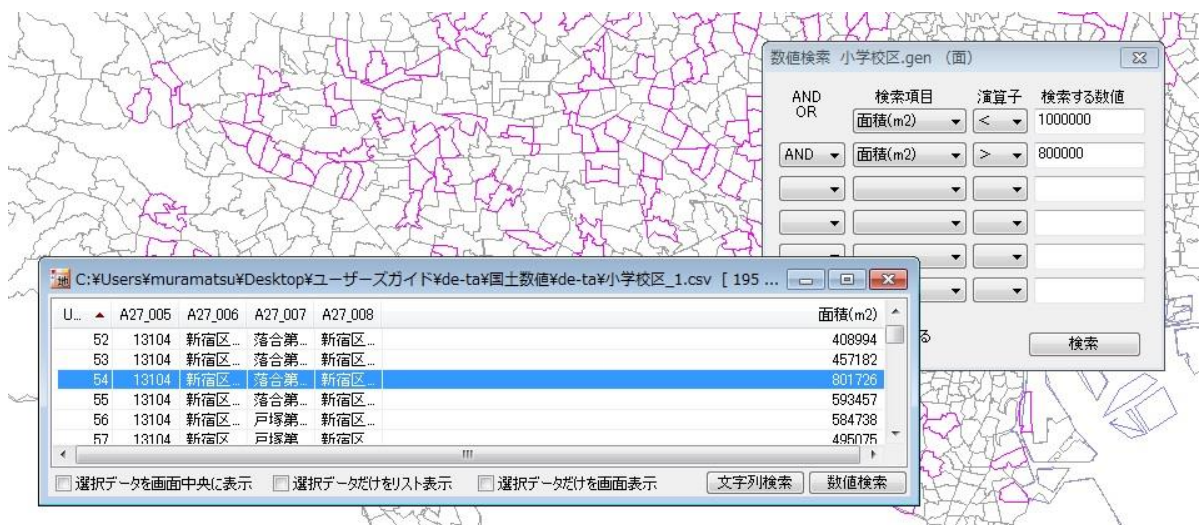 数値検索 小学校区.gen （面）
AND
OR
検索項目 演算子 検索する数値
面積(m2) < 1000000
AND 面積(m2) > 800000
検索
C:¥Users¥muramatsu¥Desktop¥ユーザーズガイド¥de-ta¥国土数値¥de-ta¥小学校区_1.csv [ 195 ...
U... A27_005 A27_006 A27_007 A27_008 面積(m2)
52 13104 新宿区... 落合第... 新宿区... 408994
53 13104 新宿区... 落合第... 新宿区... 457182
54 13104 新宿区... 落合第... 新宿区... 801726
55 13104 新宿区... 落合第... 新宿区... 593457
56 13104 新宿区... 戸塚第... 新宿区... 584738
57 13104 新宿区 戸塚第 新宿区 495075
選択データを画面中央に表示 選択データだけをリスト表示 選択データだけを画面表示 文字列検索 数値検索